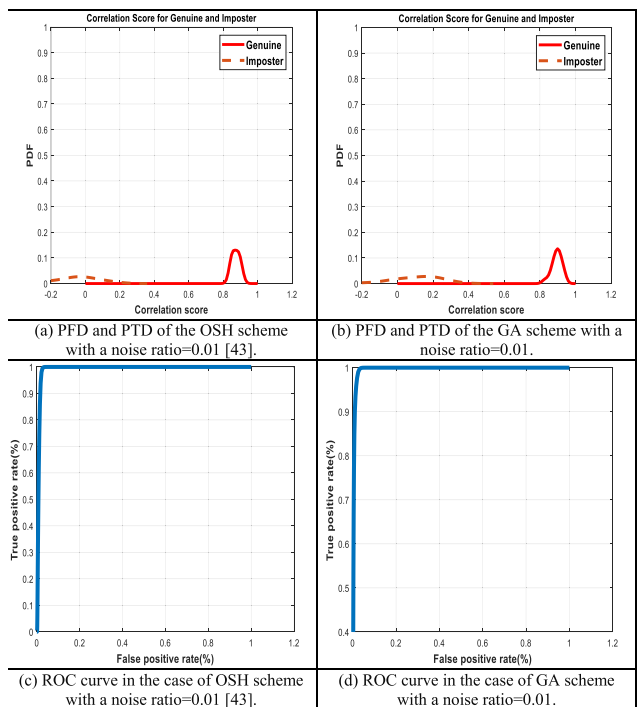 Correlation Score for Genuine and Imposter
1
0.9
0.8
0.7
0.6
0.5
0.4
0.3
0.2
0.1
0
PDF
Genuine
Imposter
-0.2 0 0.2 0.4 0.6 0.8 1 1.2
Correlation score
Correlation Score for Genuine and Imposter
1
0.9
0.8
0.7
0.6
0.5
0.4
0.3
0.2
0.1
0
PDF
Genuine
Imposter
-0.2 0 0.2 0.4 0.6 0.8 1 1.2
Correlation score
(a) PFD and PTD of the OSH scheme
with a noise ratio=0.01 [43].
(b) PFD and PTD of the GA scheme with a
noise ratio=0.01.
1
0.9
0.8
0.7
0.6
0.5
0.4
0.3
0.2
0.1
0
True positive rate(%)
0 0.2 0.4 0.6 0.8 1 1.2
False positive rate(%)
1
0.9
0.8
0.7
0.6
0.5
0.4
True positive rate(%)
0 0.2 0.4 0.6 0.8 1 1.2
False positive rate(%)
(c) ROC curve in the case of OSH scheme
with a noise ratio=0.01 [43].
(d) ROC curve in the case of GA scheme
with a noise ratio=0.01.